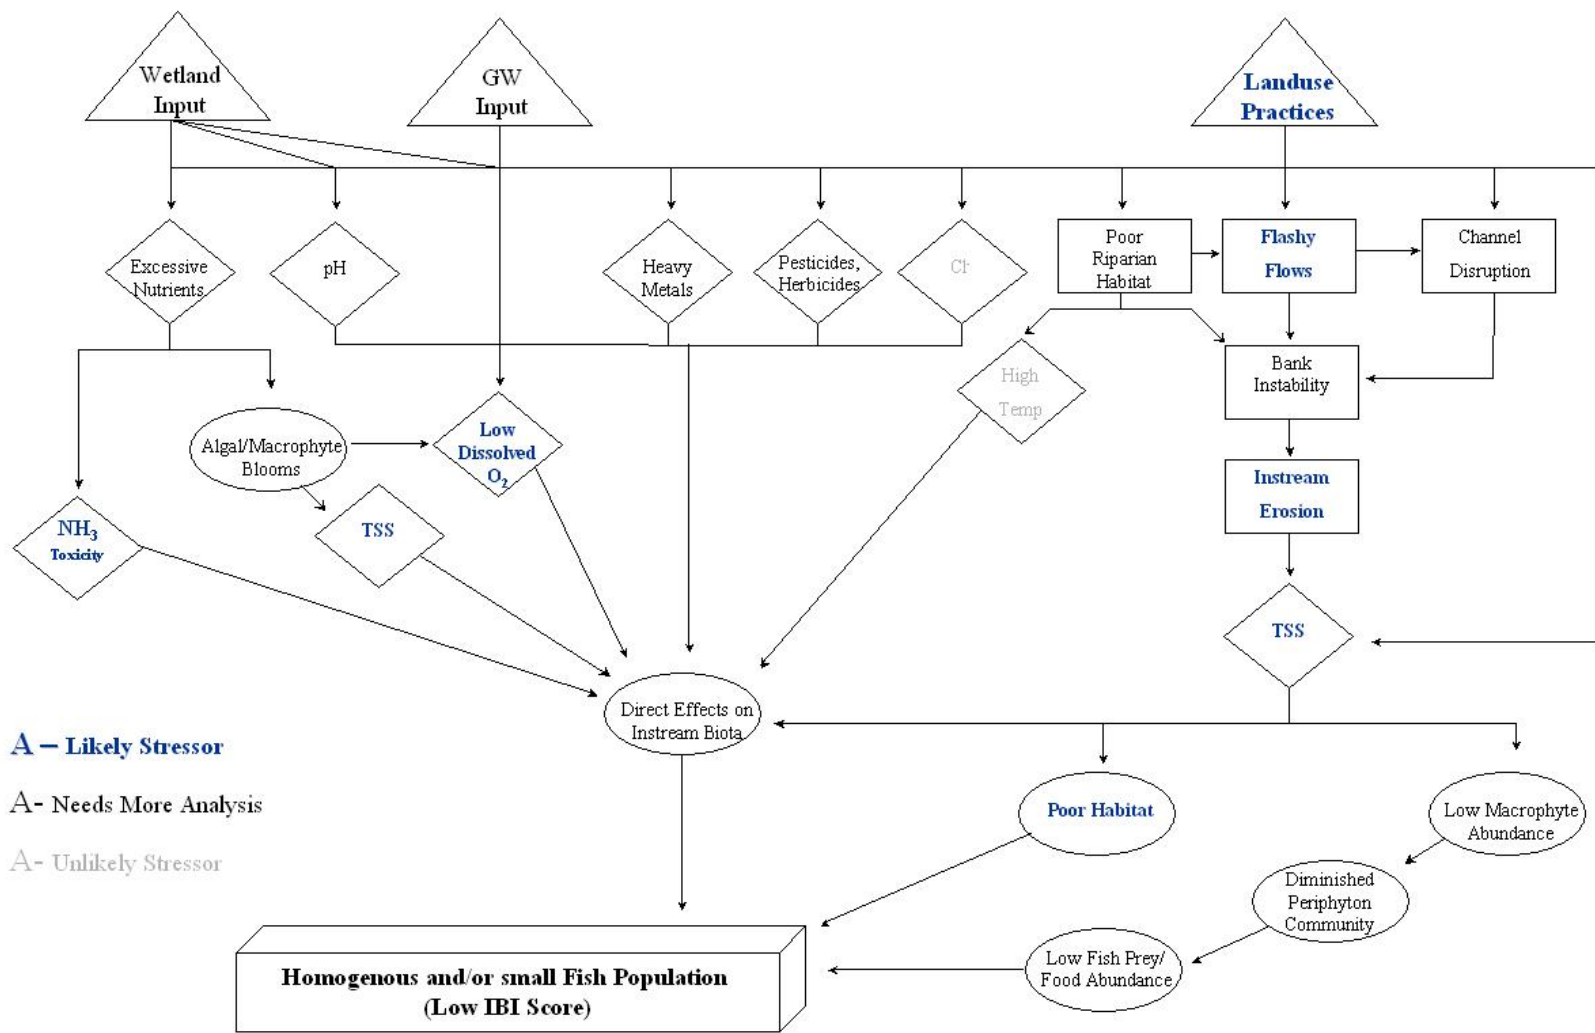 Wetland
Input
GW
Input
Landuse
Practices
Excessive
Nutrients
pH
Heavy
Metals
Pesticides,
Herbicides
Cl-
Poor
Riparian
Habitat
Flashy
Flows
Channel
Disruption
High
Temp
Bank
Instability
Algal/Macrophyte
Blooms
Low
Dissolved
O2
Instream
Erosion
NH3
Toxicity
TSS
TSS
Direct Effects on
Instream Biota
A – Likely Stressor
A- Needs More Analysis
A- Unlikely Stressor
Poor Habitat
Low Macrophyte
Abundance
Diminished
Periphyton
Community
Low Fish Prey/
Food Abundance
Homogenous and/or small Fish Population
(Low IBI Score)